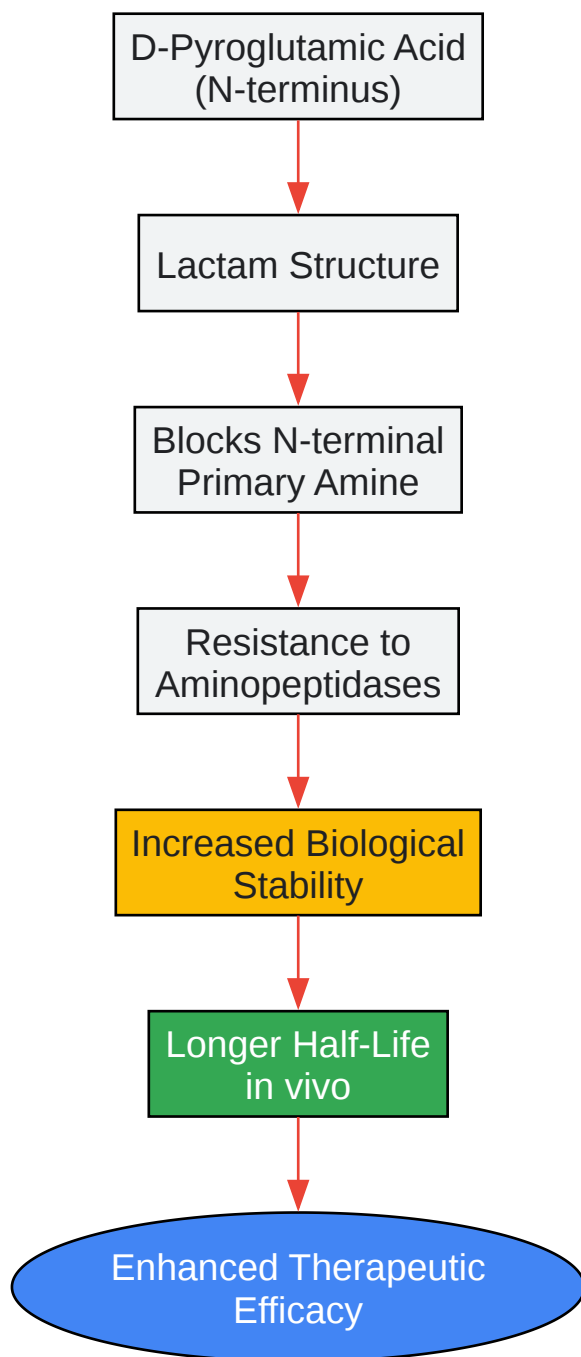 D-Pyroglutamic Acid
(N-terminus)
Lactam Structure
Blocks N-terminal
Primary Amine
Resistance to
Aminopeptidases
Increased Biological
Stability
Longer Half-Life
in vivo
Enhanced Therapeutic
Efficacy